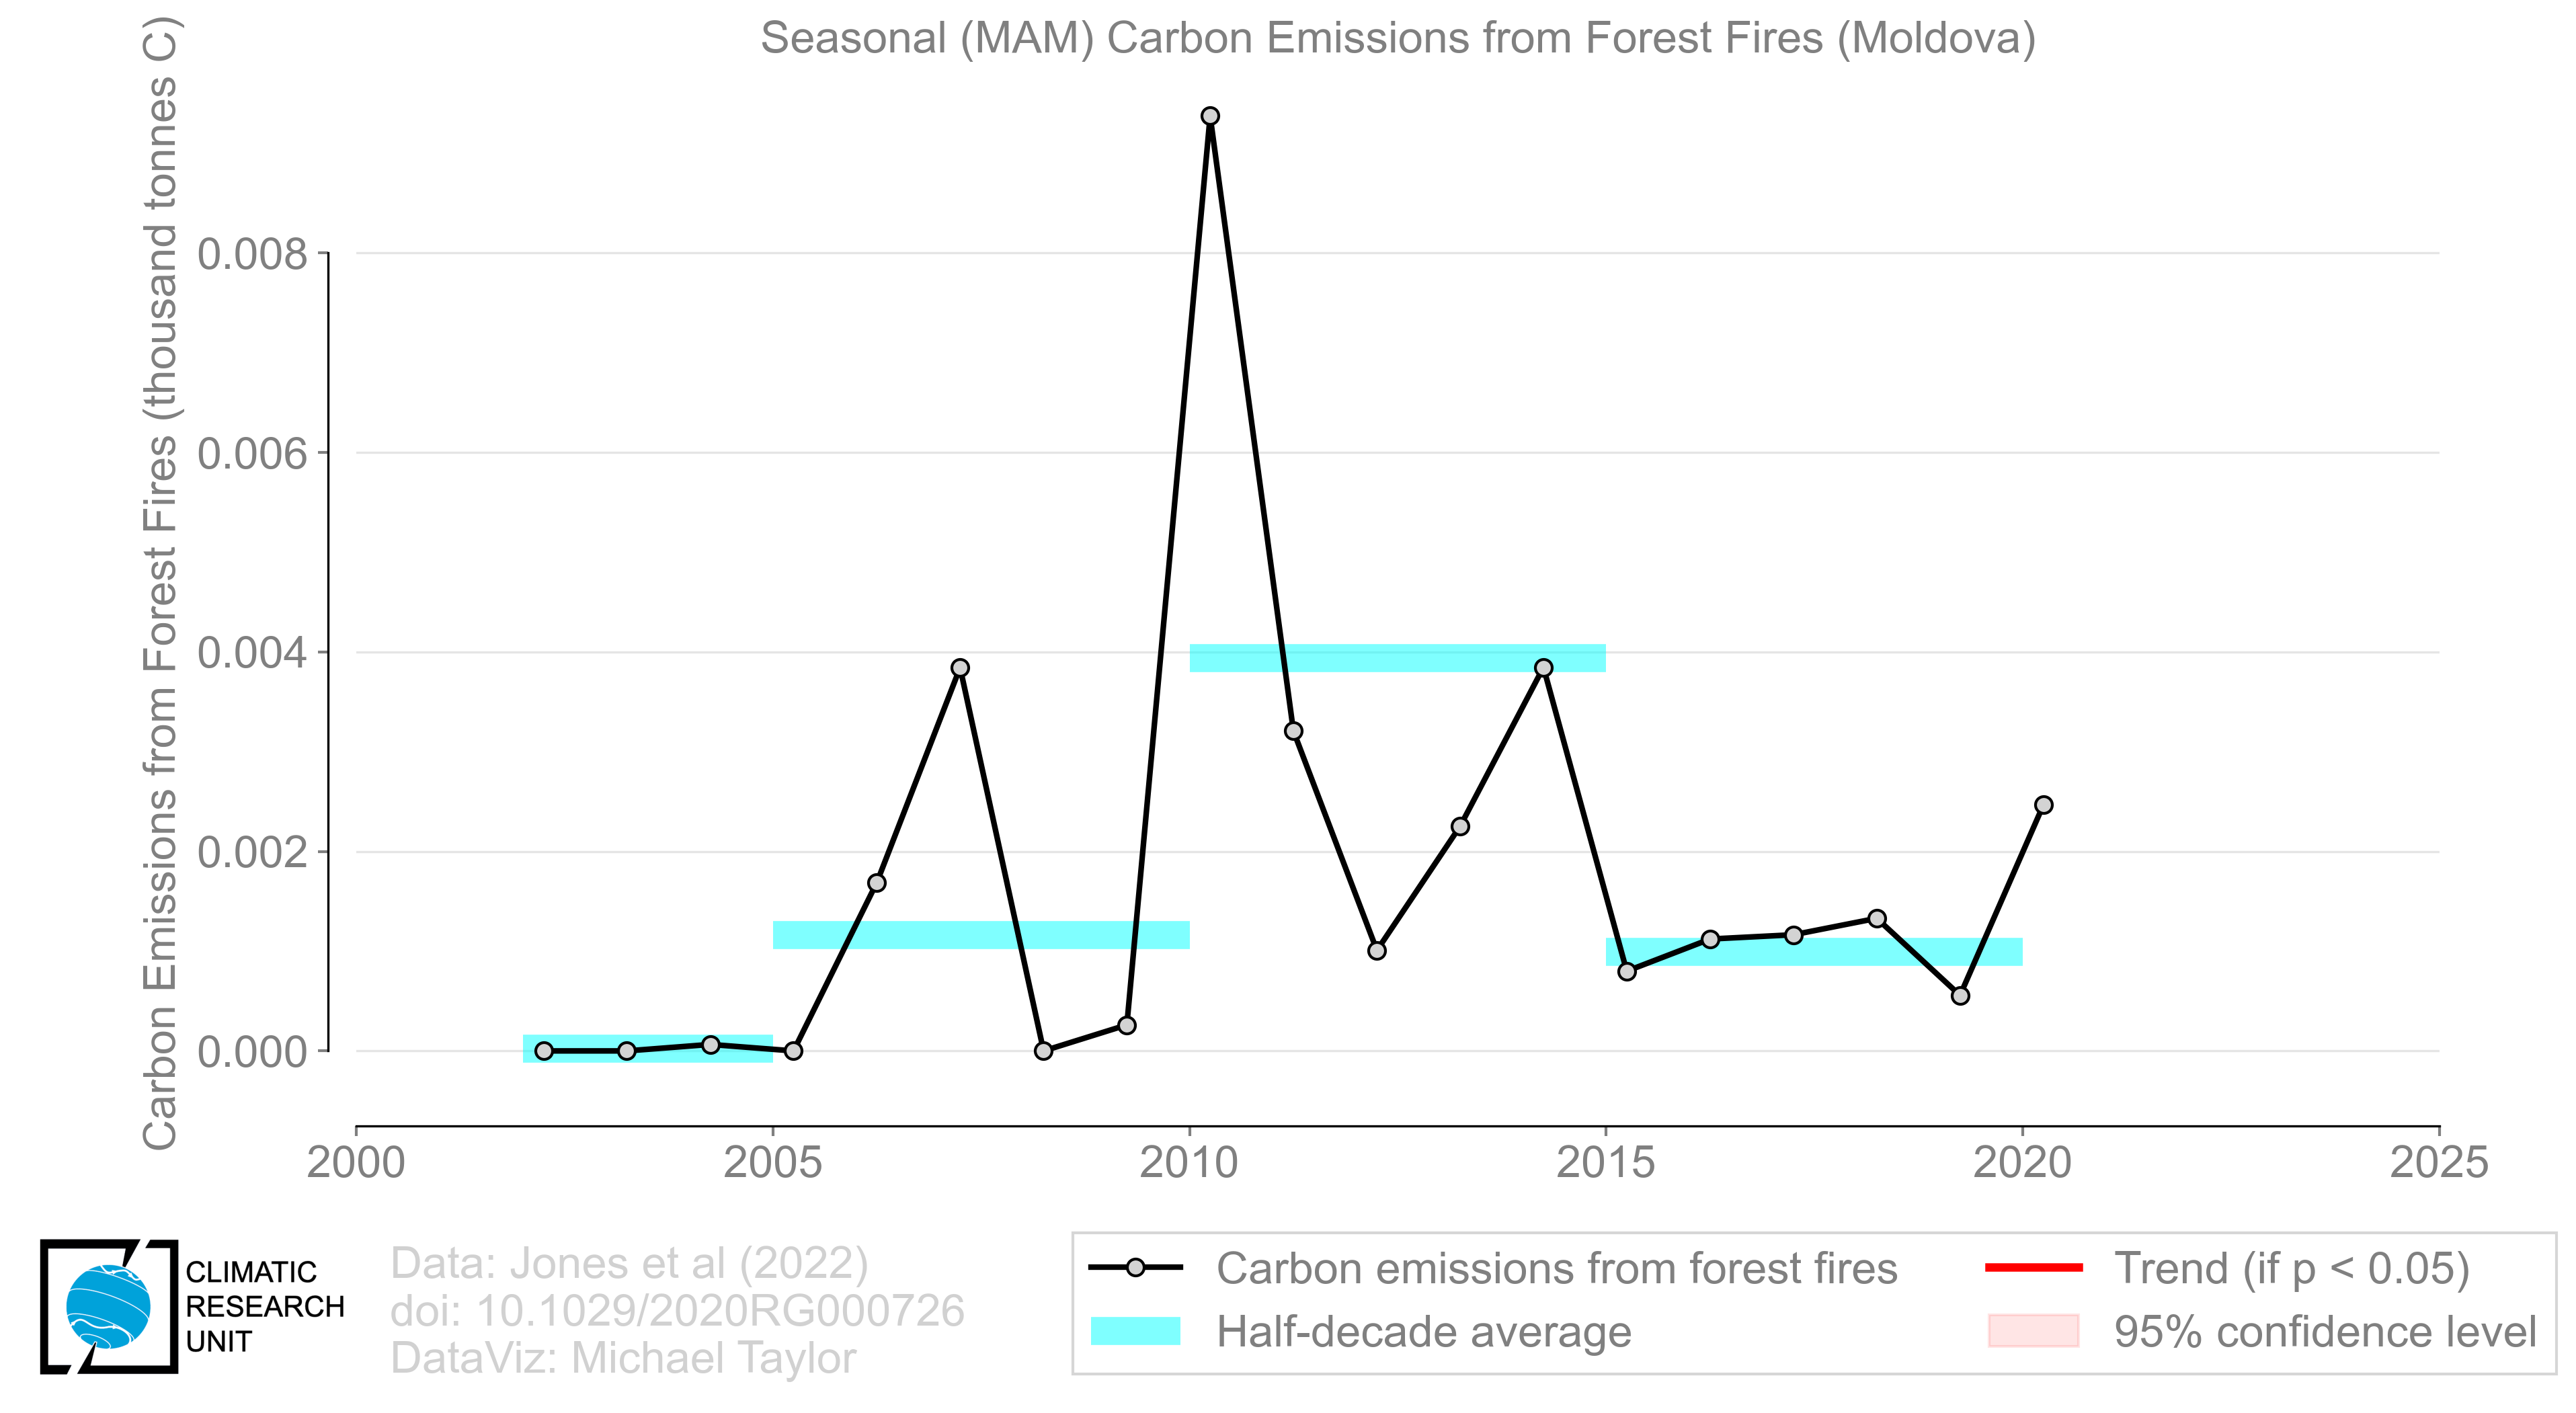 Seasonal (MAM) Carbon Emissions from Forest Fires (Moldova)
Carbon Emissions from Forest Fires (thousand tonnes C)
0.008
0.006
0.004
0.002
0.000
2000
2005
2010
2015
2020
2025
CLIMATIC
RESEARCH
UNIT
Data: Jones et al (2022)
doi: 10.1029/2020RG000726
DataViz: Michael Taylor
Carbon emissions from forest fires
Half-decade average
Trend (if p < 0.05)
95% confidence level